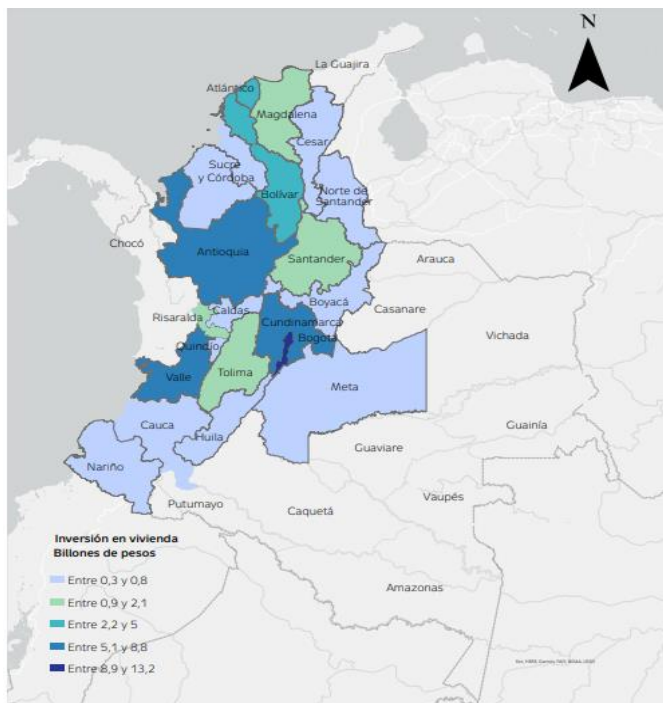 N
La Guajira
Atlántico
Magdalena
Cesar
Sucre
y Córdoba
Bolívar
Norte de
Santander
Chocó
Antioquia
Santander
Arauca
Boyacá
Casanare
Risaralda
Caldas
Cundinamarca
Bogotá
Vichada
Quindío
Valle
Tolima
Meta
Cauca
Huila
Guainía
Guaviare
Nariño
Putumayo
Caquetá
Vaupés
Amazonas
Inversión en vivienda
Billones de pesos
Entre 0,3 y 0,8
Entre 0,9 y 2,1
Entre 2,2 y 5
Entre 5,1 y 8,8
Entre 8,9 y 13,2